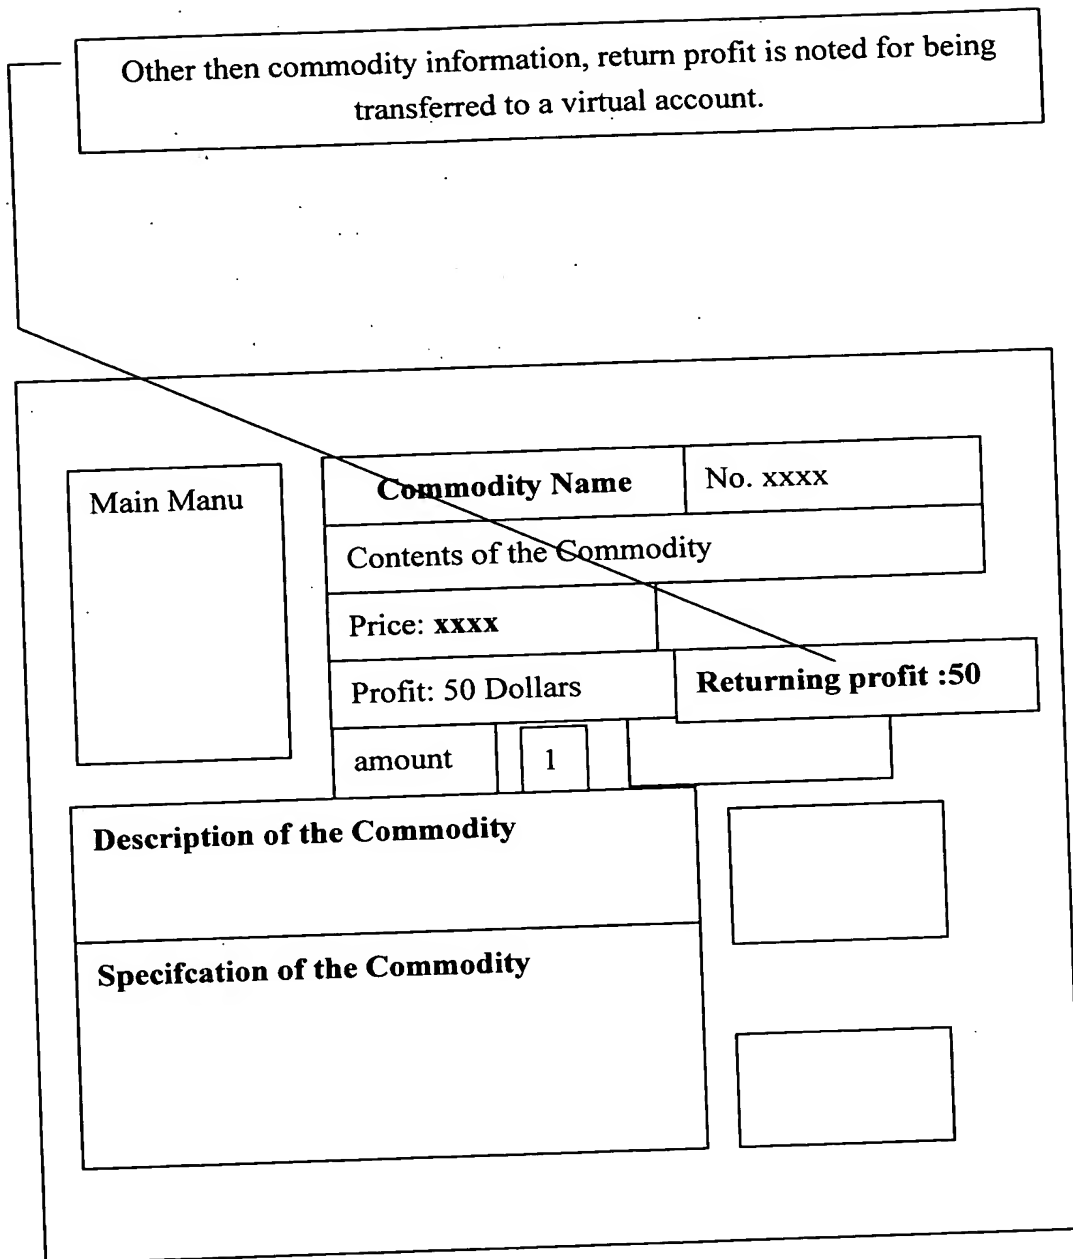 Other then commodity information, return profit is noted for being
transferred to a virtual account.
Main Manu
Commodity Name
No. xxxx
Contents of the Commodity
Price: xxxx
Profit: 50 Dollars
Returning profit :50
amount
1
Description of the Commodity
Specifcation of the Commodity